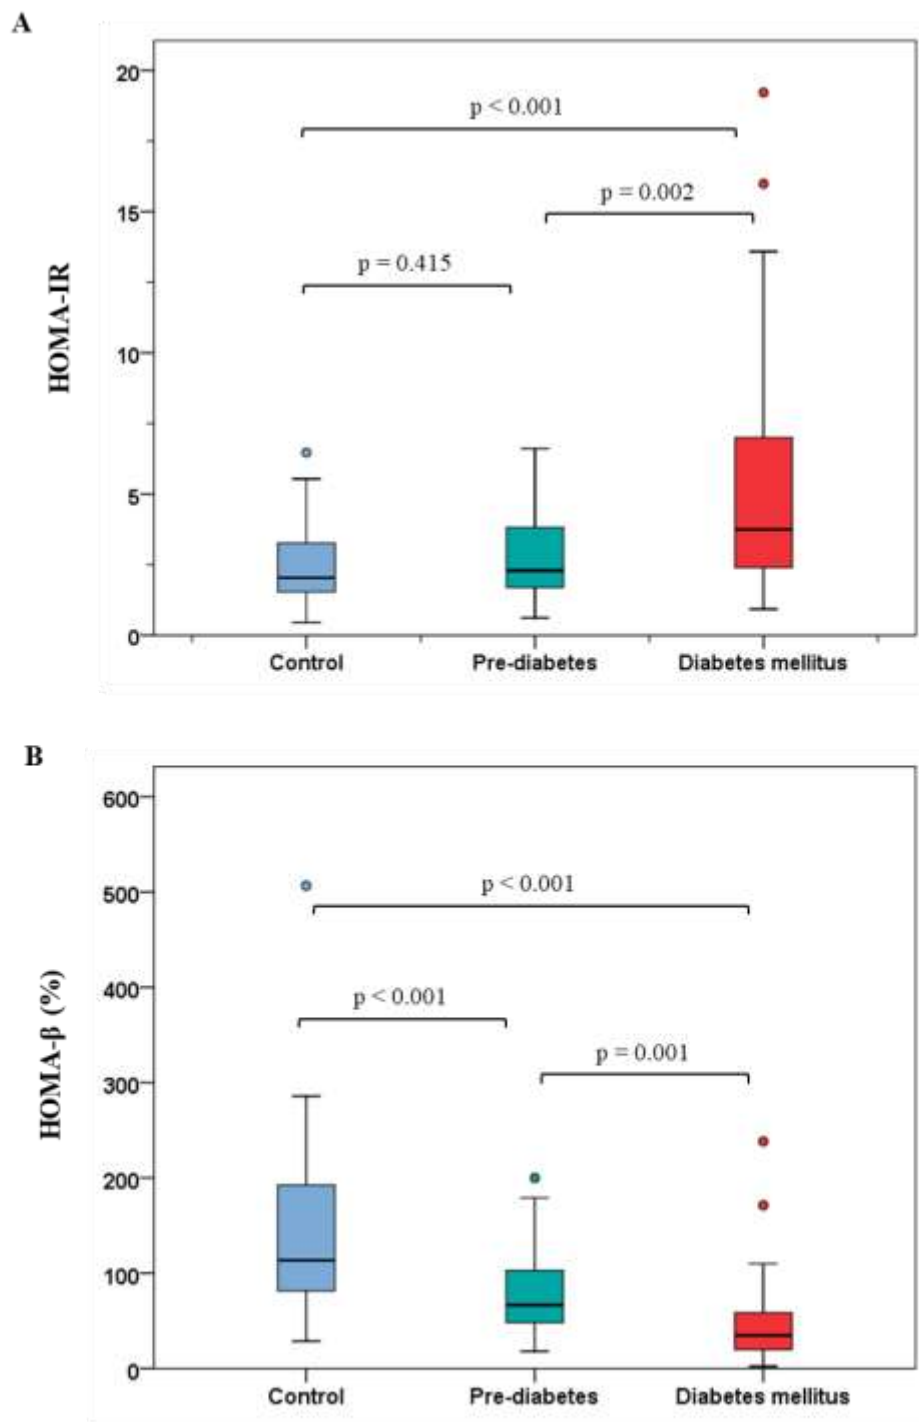 A
20
p < 0.001
p = 0.002
15
p = 0.415
HOMA-IR
10
5
0
Control Pre-diabetes Diabetes mellitus
B
600
500
p < 0.001
400
p < 0.001
p = 0.001
HOMA-β (%)
300
200
100
0
Control Pre-diabetes Diabetes mellitus